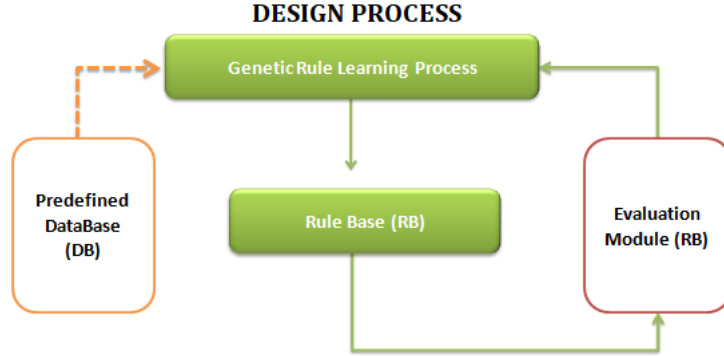 DESIGN PROCESS
Genetic Rule Learning Process
Predefined
DataBase
(DB)
Rule Base (RB)
Evaluation
Module (RB)